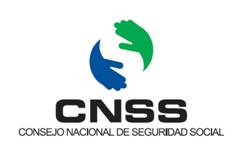 CNSS
CONSEJO NACIONAL DE SEGURIDAD SOCIAL